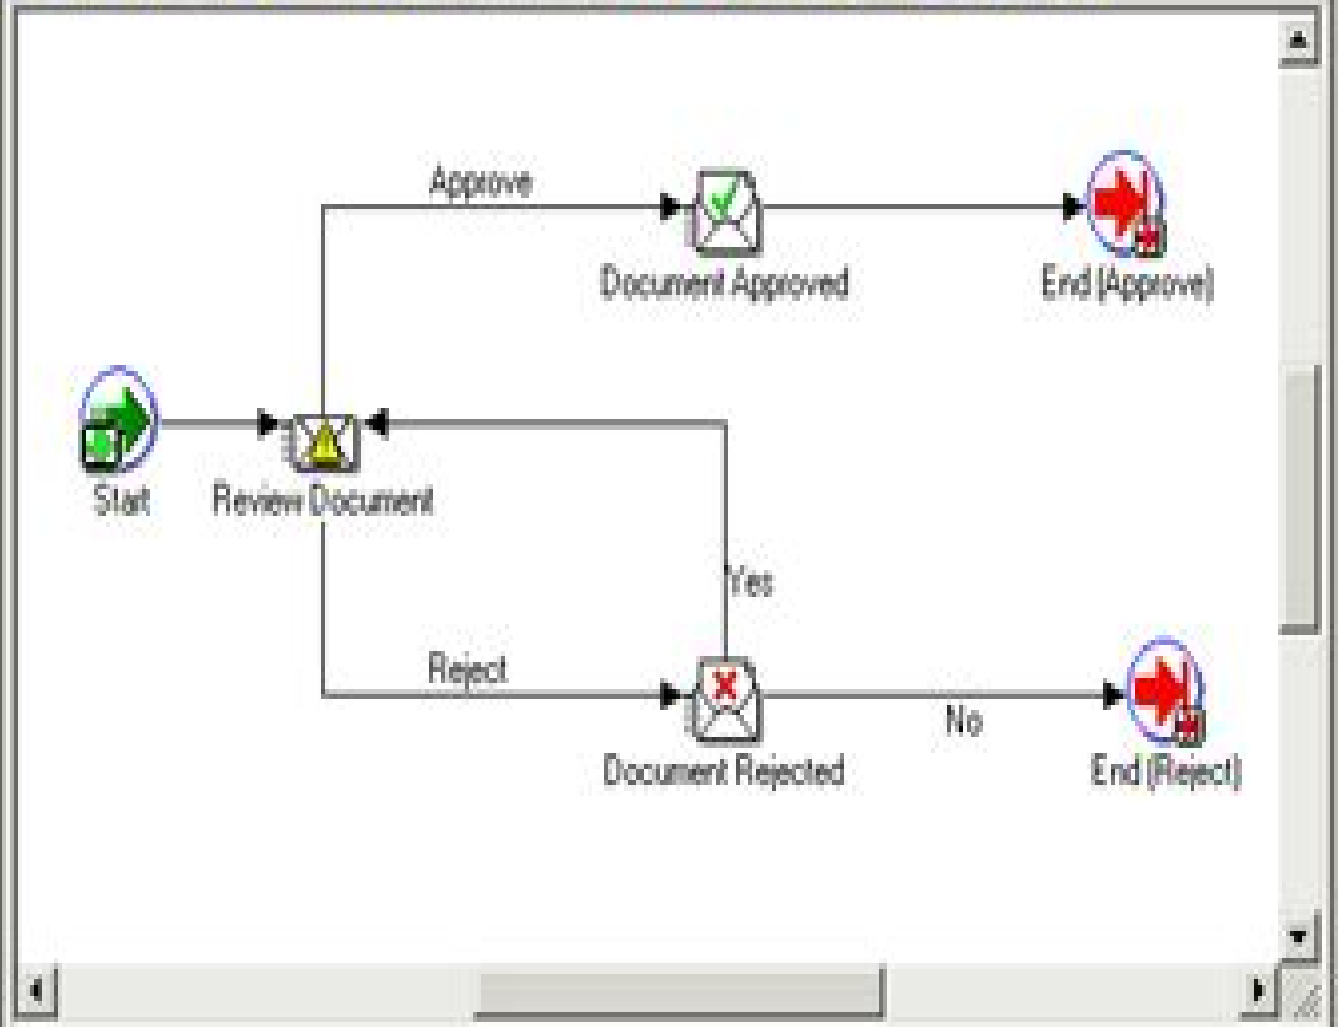 Approve
Document Approved
End (Approve)
Start
Review Document
Yes
Reject
No
Document Rejected
End (Reject)